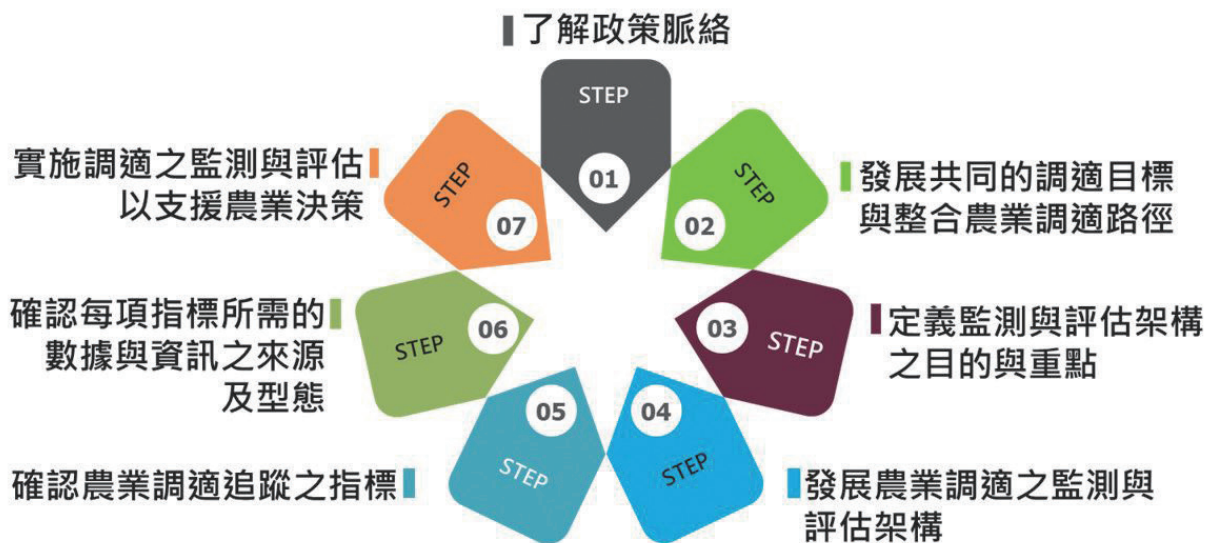 了解政策脈絡
STEP
01
STEP
02
發展共同的調適目標
與整合農業調適路徑
03
STEP
定義監測與評估架構
之目的與重點
04
STEP
發展農業調適之監測與
評估架構
05
STEP
確認農業調適追蹤之指標
06
STEP
確認每項指標所需的
數據與資訊之來源
及型態
STEP
07
實施調適之監測與評估
以支援農業決策